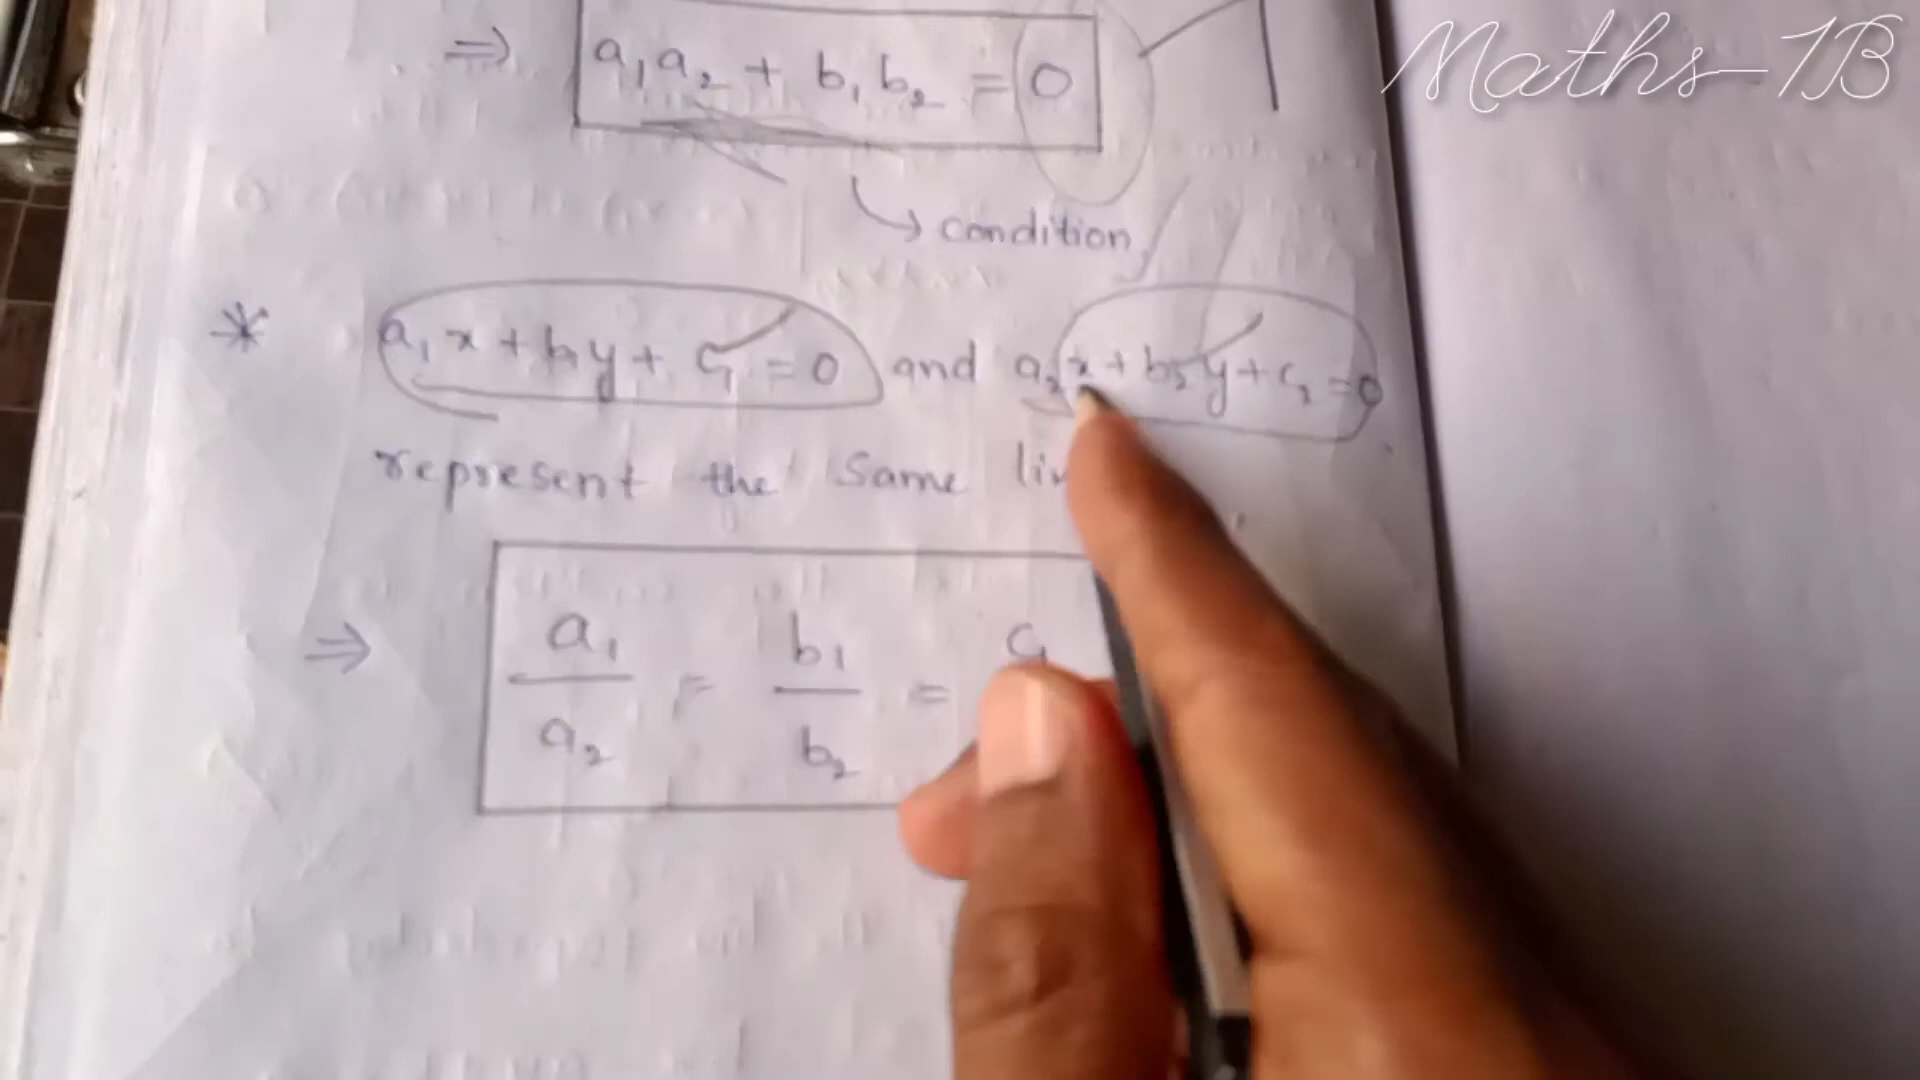 Maths-1B
⇒ a₁a₂ + b₁b₂ = 0
↳ condition
* a₁x + b₁y + c₁ = 0 and a₂x + b₂y + c₂ = 0
represent the same
⇒ a₁/a₂ = b₁/b₂ = c₁